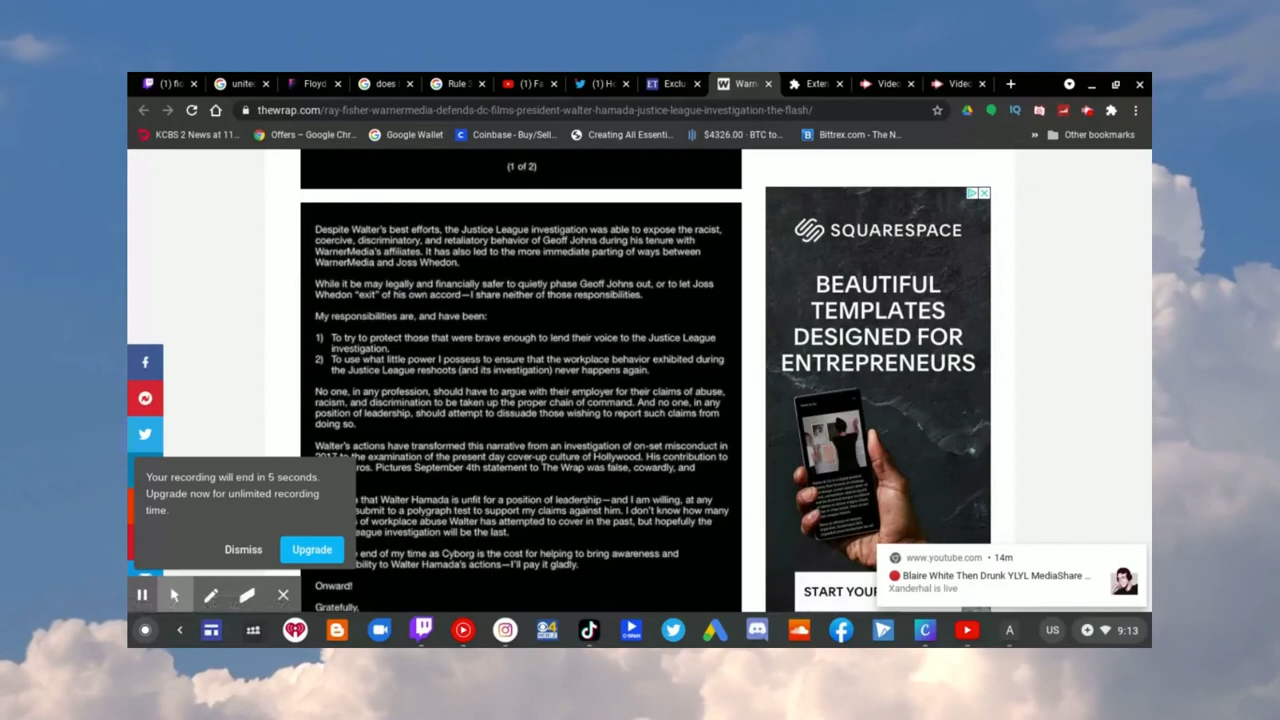 (1) fic
unitec
Floyd
does i
Rule 3
(1) Fa
(1) Ho
ET Exclu
W Warn
Exten
Video
Video
thewrap.com/ray-fisher-warnermedia-defends-dc-films-president-walter-hamada-justice-league-investigation-the-flash/
KCBS 2 News at 11...
Offers – Google Chr...
Google Wallet
Coinbase - Buy/Sell...
Creating All Essenti...
$4326.00 · BTC to...
Bittrex.com - The N...
» Other bookmarks
(1 of 2)
Despite Walter's best efforts, the Justice League investigation was able to expose the racist,
coercive, discriminatory, and retaliatory behavior of Geoff Johns during his tenure with
WarnerMedia's affiliates. It has also led to the more immediate parting of ways between
WarnerMedia and Joss Whedon.
While it be may legally and financially safer to quietly phase Geoff Johns out, or to let Joss
Whedon "exit" of his own accord—I share neither of those responsibilities.
My responsibilities are, and have been:
1) To try to protect those that were brave enough to lend their voice to the Justice League
investigation.
2) To use what little power I possess to ensure that the workplace behavior exhibited during
the Justice League reshoots (and its investigation) never happens again.
No one, in any profession, should have to argue with their employer for their claims of abuse,
racism, and discrimination to be taken up the proper chain of command. And no one, in any
position of leadership, should attempt to dissuade those wishing to report such claims from
doing so.
Walter's actions have transformed this narrative from an investigation of on-set misconduct in
2017 to the examination of the present day cover-up culture of Hollywood. His contribution to
ros. Pictures September 4th statement to The Wrap was false, cowardly, and
that Walter Hamada is unfit for a position of leadership—and I am willing, at any
submit to a polygraph test to support my claims against him. I don't know how many
of workplace abuse Walter has attempted to cover in the past, but hopefully the
eague investigation will be the last.
end of my time as Cyborg is the cost for helping to bring awareness and
bility to Walter Hamada's actions—I'll pay it gladly.
Onward!
Gratefully,
Your recording will end in 5 seconds.
Upgrade now for unlimited recording
time.
Dismiss
Upgrade
SQUARESPACE
BEAUTIFUL
TEMPLATES
DESIGNED FOR
ENTREPRENEURS
START YOUR
www.youtube.com • 14m
Blaire White Then Drunk YLYL MediaShare ...
Xanderhal is live
US
9:13